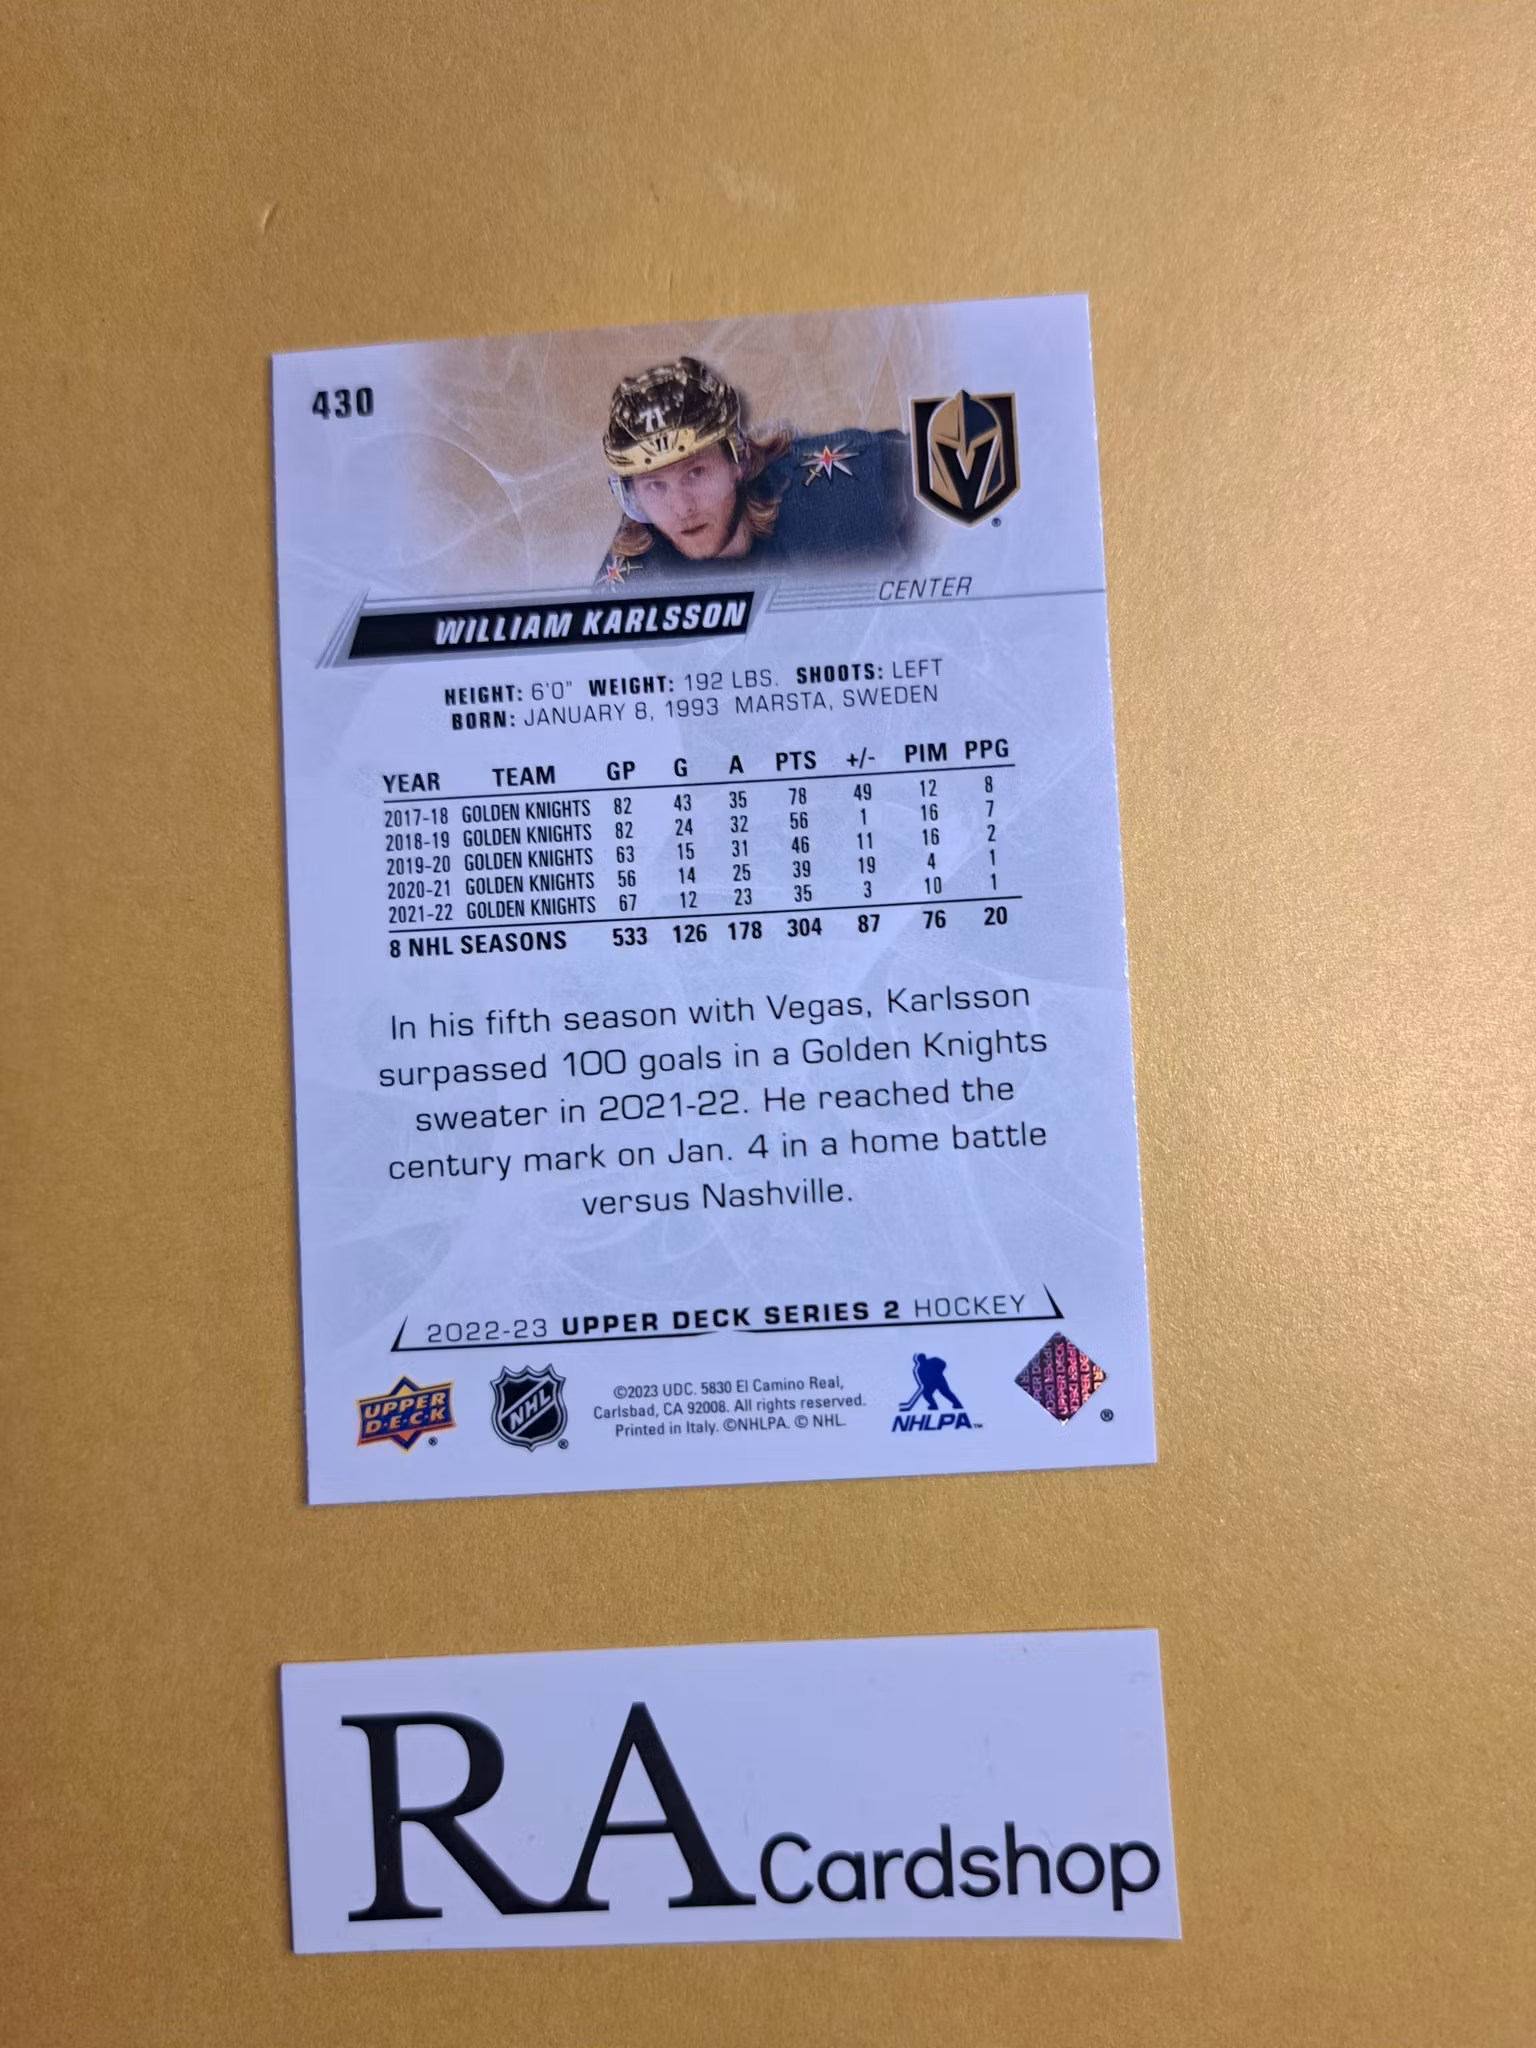 430
71
WILLIAM KARLSSON
CENTER
HEIGHT: 6'0" WEIGHT: 192 LBS. SHOOTS: LEFT
BORN: JANUARY 8, 1993 MARSTA, SWEDEN
YEAR TEAM GP G A PTS +/- PIM PPG
2017-18 GOLDEN KNIGHTS 82 43 35 78 49 12 8
2018-19 GOLDEN KNIGHTS 82 24 32 56 1 16 7
2019-20 GOLDEN KNIGHTS 63 15 31 46 11 16 2
2020-21 GOLDEN KNIGHTS 56 14 25 39 19 4 1
2021-22 GOLDEN KNIGHTS 67 12 23 35 3 10 1
8 NHL SEASONS 533 126 178 304 87 76 20
In his fifth season with Vegas, Karlsson
surpassed 100 goals in a Golden Knights
sweater in 2021-22. He reached the
century mark on Jan. 4 in a home battle
versus Nashville.
2022-23 UPPER DECK SERIES 2 HOCKEY
UPPER
D·E·C·K ®
NHL ®
©2023 UDC. 5830 El Camino Real,
Carlsbad, CA 92008. All rights reserved.
Printed in Italy. ©NHLPA. © NHL.
NHLPA™
UPPER DECK
®
RA Cardshop